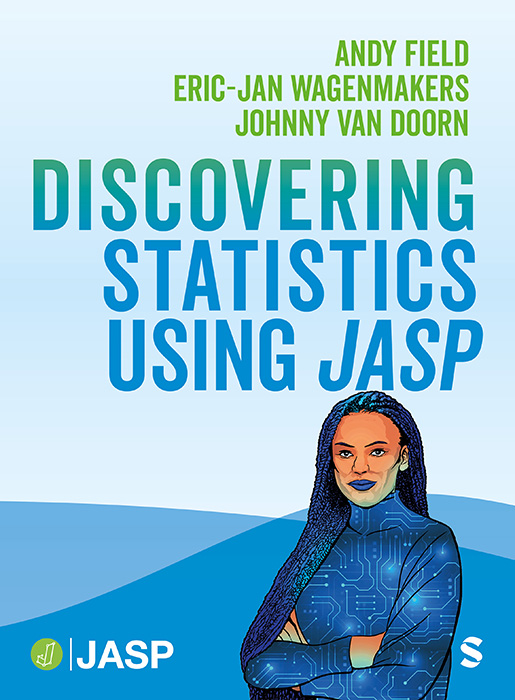 ANDY FIELD
ERIC-JAN WAGENMAKERS
JOHNNY VAN DOORN
DISCOVERING
STATISTICS
USING JASP
JASP
S